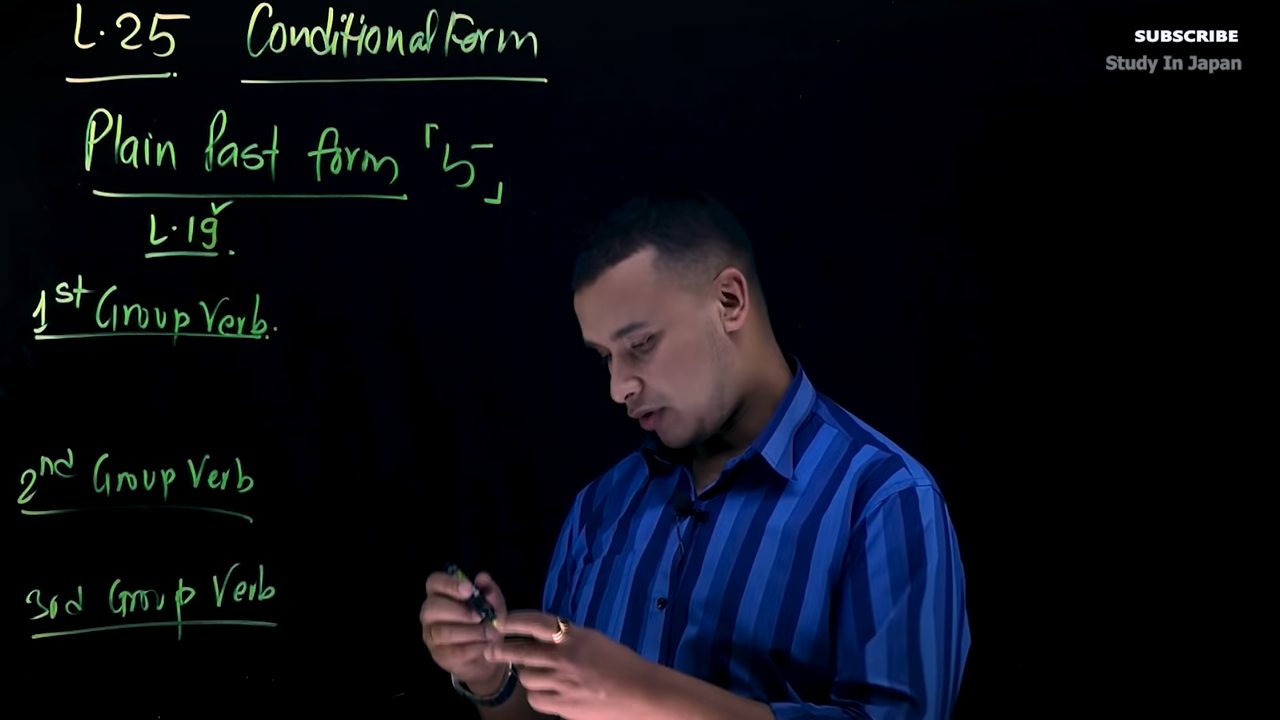 L.25 Conditional Form
Plain Past form 「ら」
L.19
1st Group Verb.
2nd Group Verb
3rd Group Verb
SUBSCRIBE
Study In Japan